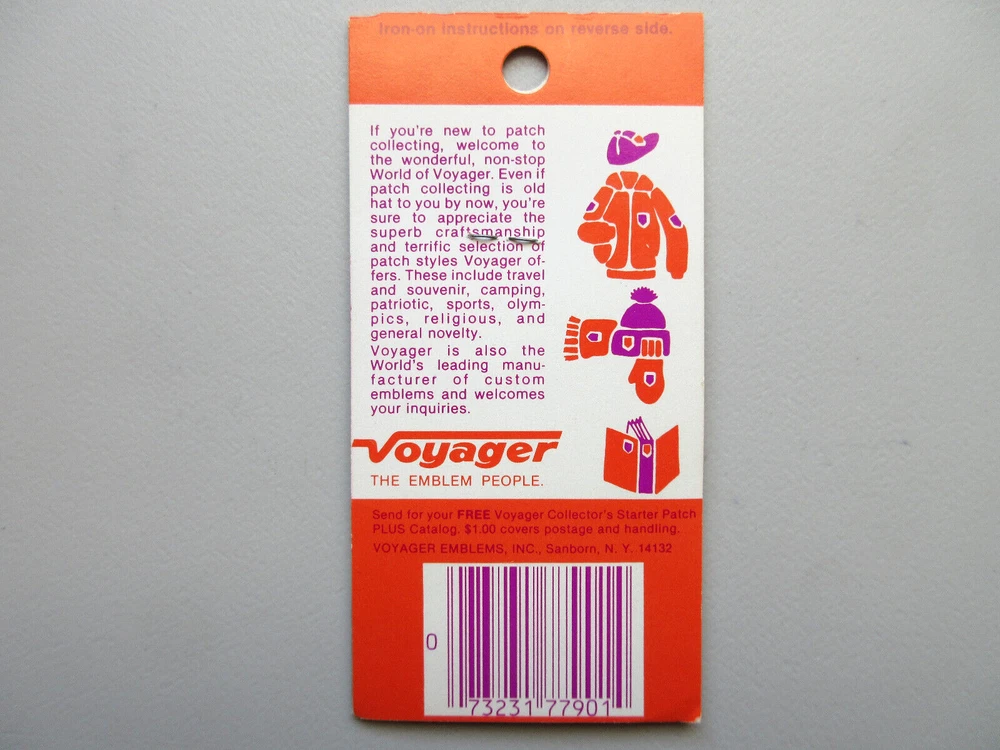 Iron-on instructions on reverse side.
If you're new to patch
collecting, welcome to
the wonderful, non-stop
World of Voyager. Even if
patch collecting is old
hat to you by now, you're
sure to appreciate the
superb craftsmanship
and terrific selection of
patch styles Voyager of-
fers. These include travel
and souvenir, camping,
patriotic, sports, olym-
pics, religious, and
general novelty.
Voyager is also the
World's leading manu-
facturer of custom
emblems and welcomes
your inquiries.
Voyager
THE EMBLEM PEOPLE.
Send for your FREE Voyager Collector's Starter Patch
PLUS Catalog. $1.00 covers postage and handling.
VOYAGER EMBLEMS, INC., Sanborn, N. Y. 14132
0
73231 77901